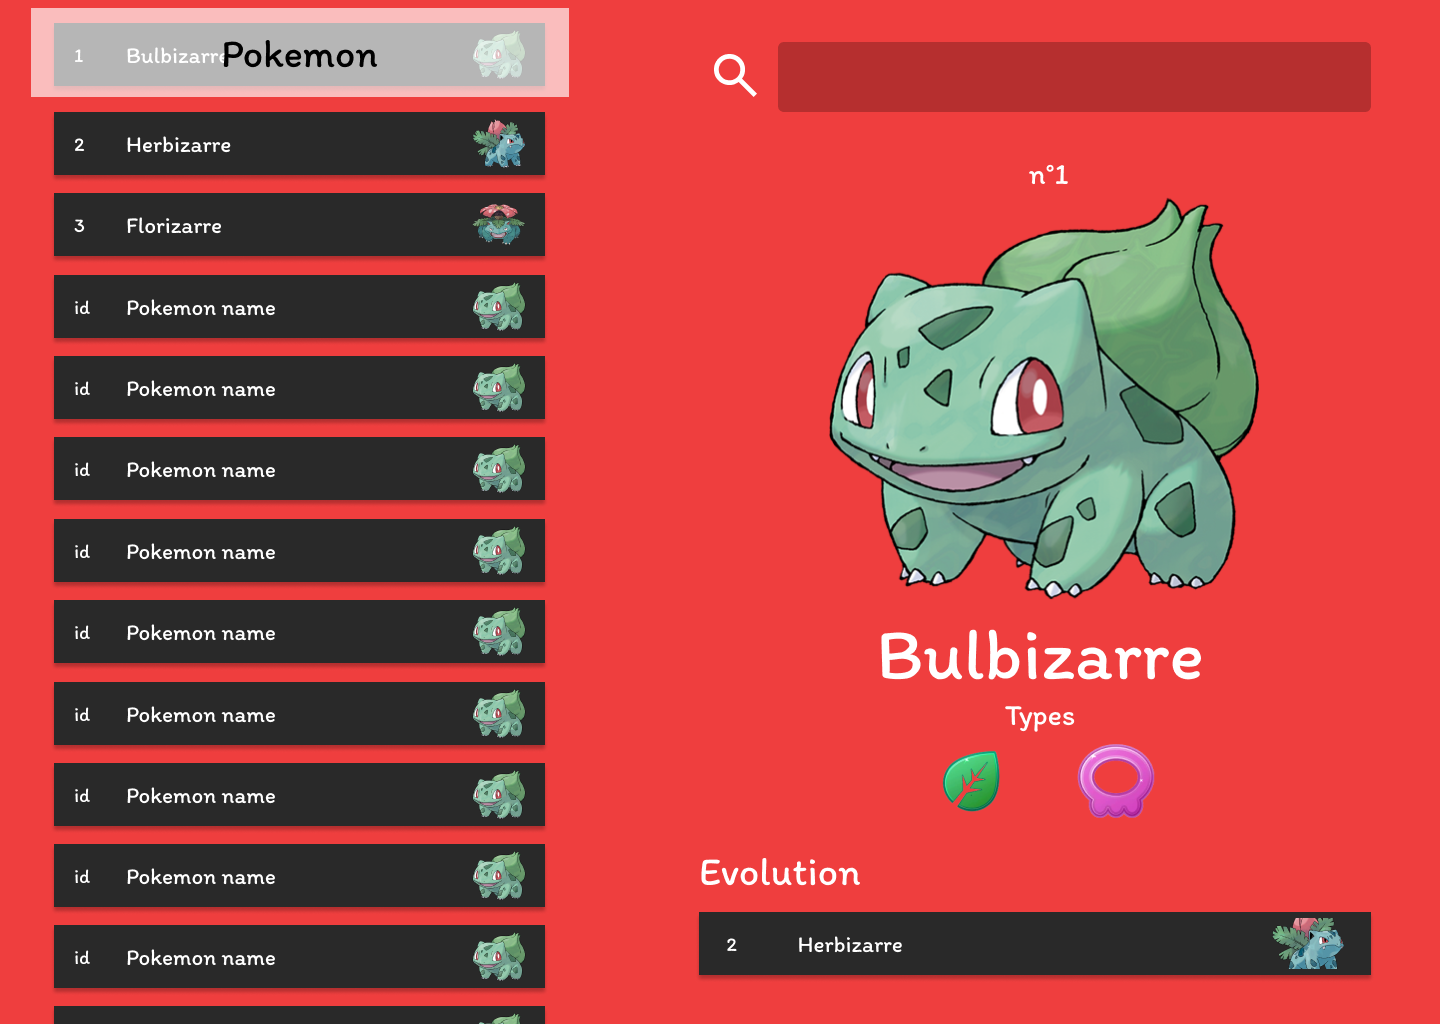 1 Bulbizarre
Pokemon
2 Herbizarre
3 Florizarre
id Pokemon name
id Pokemon name
id Pokemon name
id Pokemon name
id Pokemon name
id Pokemon name
id Pokemon name
id Pokemon name
id Pokemon name
n°1
Bulbizarre
Types
Evolution
2 Herbizarre